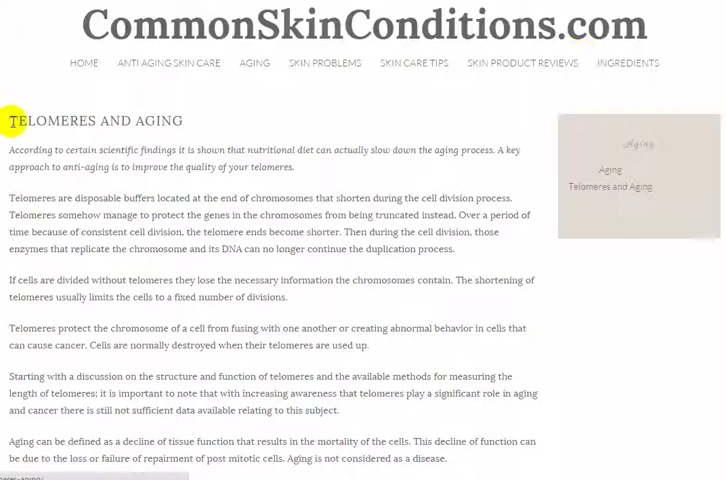 CommonSkinConditions.com
HOME ANTI AGING SKIN CARE AGING SKIN PROBLEMS SKIN CARE TIPS SKIN PRODUCT REVIEWS INGREDIENTS
TELOMERES AND AGING
According to certain scientific findings it is shown that nutritional diet can actually slow down the aging process. A key
approach to anti-aging is to improve the quality of your telomeres.
Telomeres are disposable buffers located at the end of chromosomes that shorten during the cell division process.
Telomeres somehow manage to protect the genes in the chromosomes from being truncated instead. Over a period of
time because of consistent cell division, the telomere ends become shorter. Then during the cell division, those
enzymes that replicate the chromosome and its DNA can no longer continue the duplication process.
If cells are divided without telomeres they lose the necessary information the chromosomes contain. The shortening of
telomeres usually limits the cells to a fixed number of divisions.
Telomeres protect the chromosome of a cell from fusing with one another or creating abnormal behavior in cells that
can cause cancer. Cells are normally destroyed when their telomeres are used up.
Starting with a discussion on the structure and function of telomeres and the available methods for measuring the
length of telomeres; it is important to note that with increasing awareness that telomeres play a significant role in aging
and cancer there is still not sufficient data available relating to this subject.
Aging can be defined as a decline of tissue function that results in the mortality of the cells. This decline of function can
be due to the loss or failure of repairment of post mitotic cells. Aging is not considered as a disease.
Aging
Aging
Telomeres and Aging